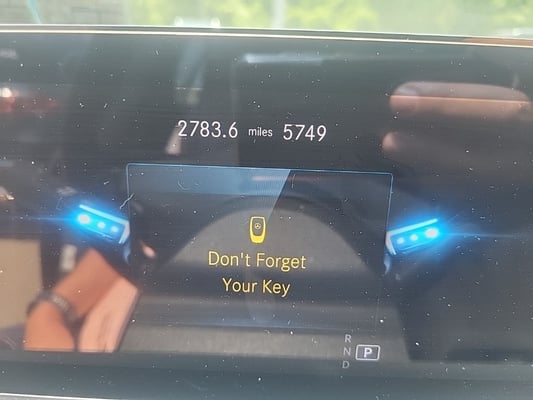 2783.6 miles 5749
Don't Forget
Your Key
R
N P
D